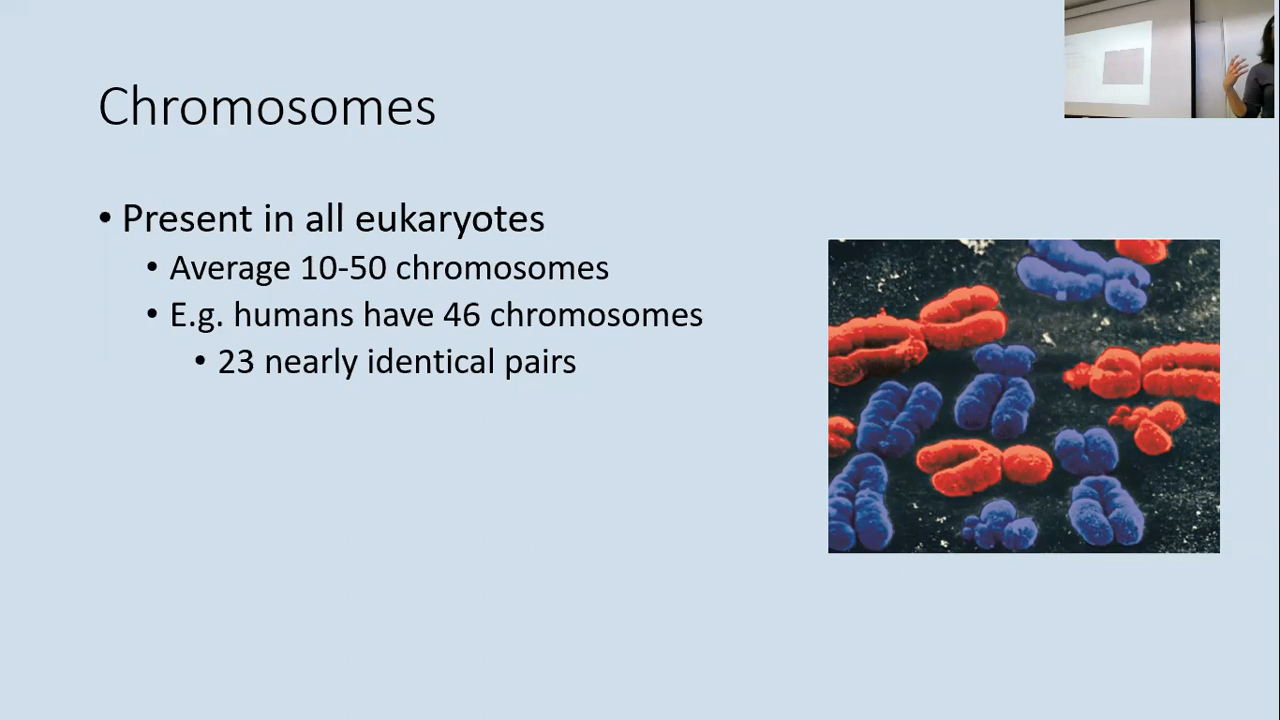 Chromosomes
• Present in all eukaryotes
• Average 10-50 chromosomes
• E.g. humans have 46 chromosomes
• 23 nearly identical pairs